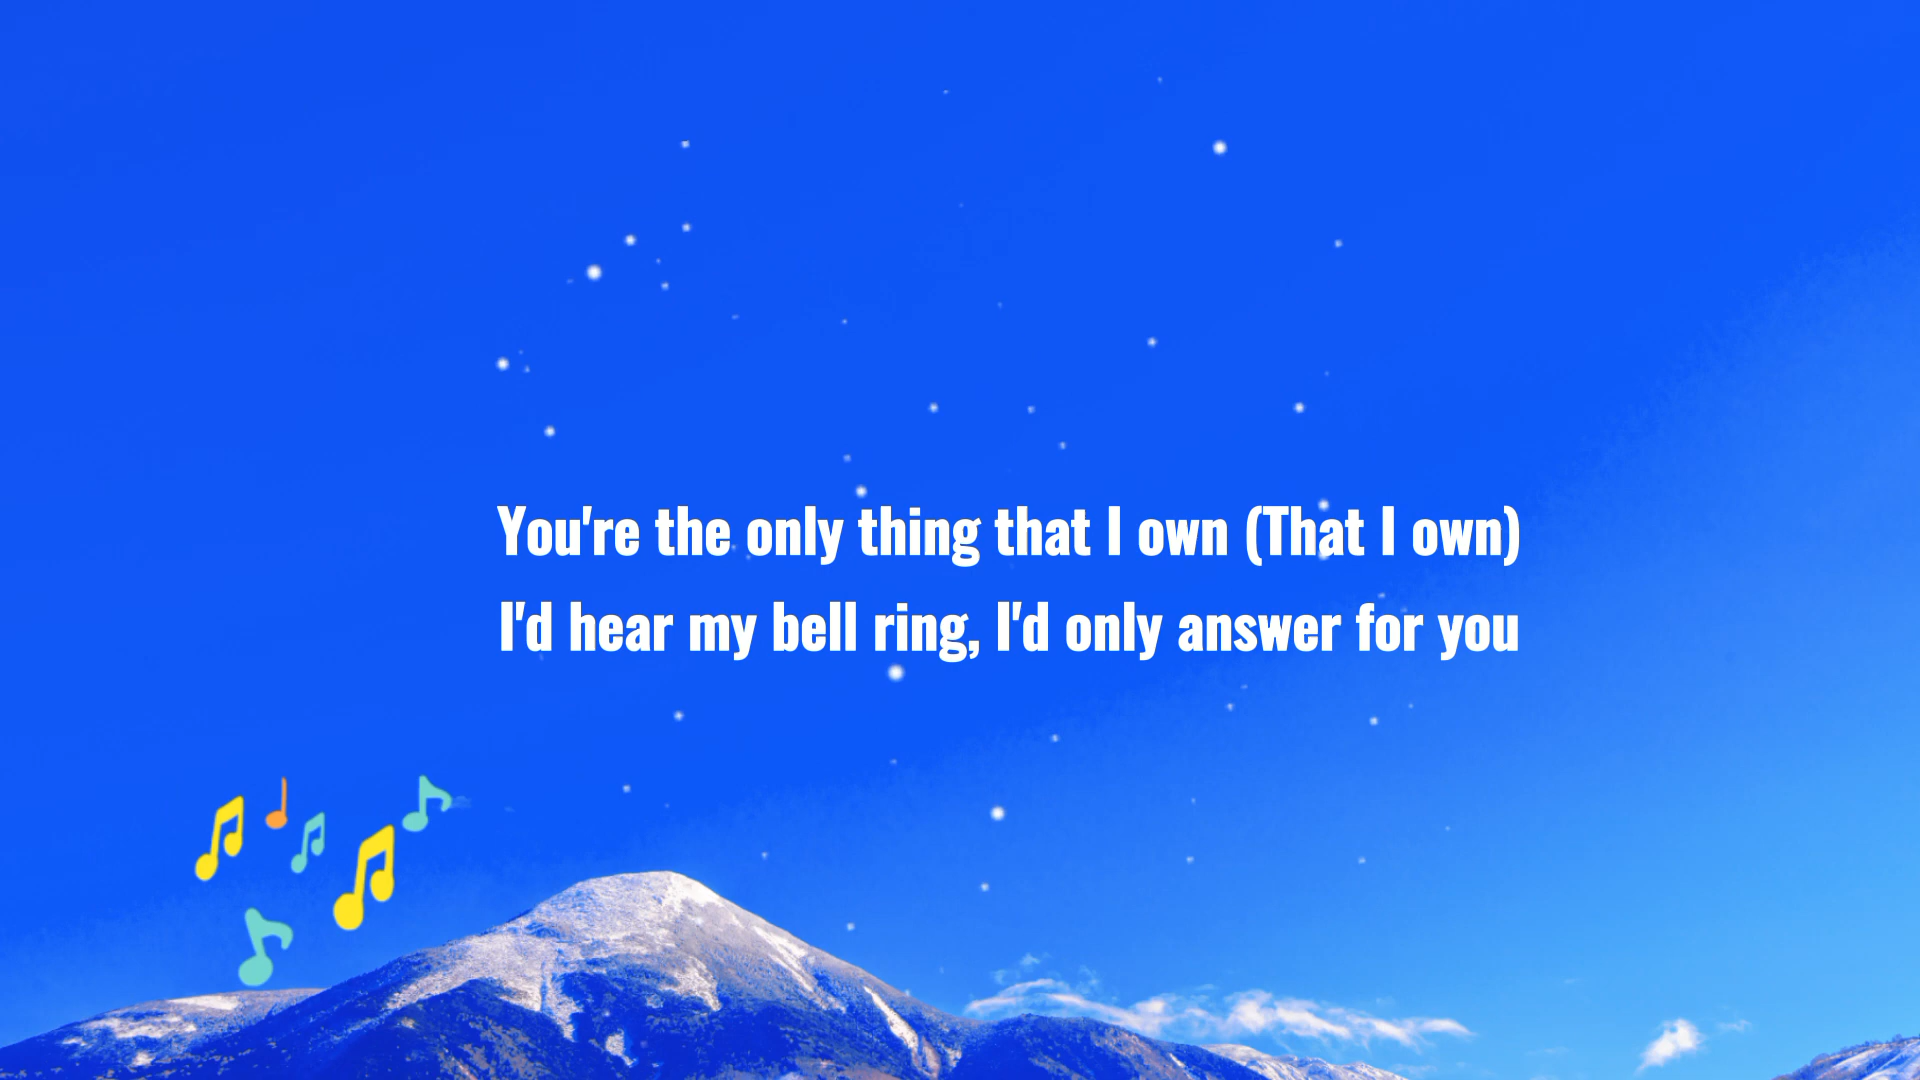 You're the only thing that I own (That I own)
I'd hear my bell ring, I'd only answer for you